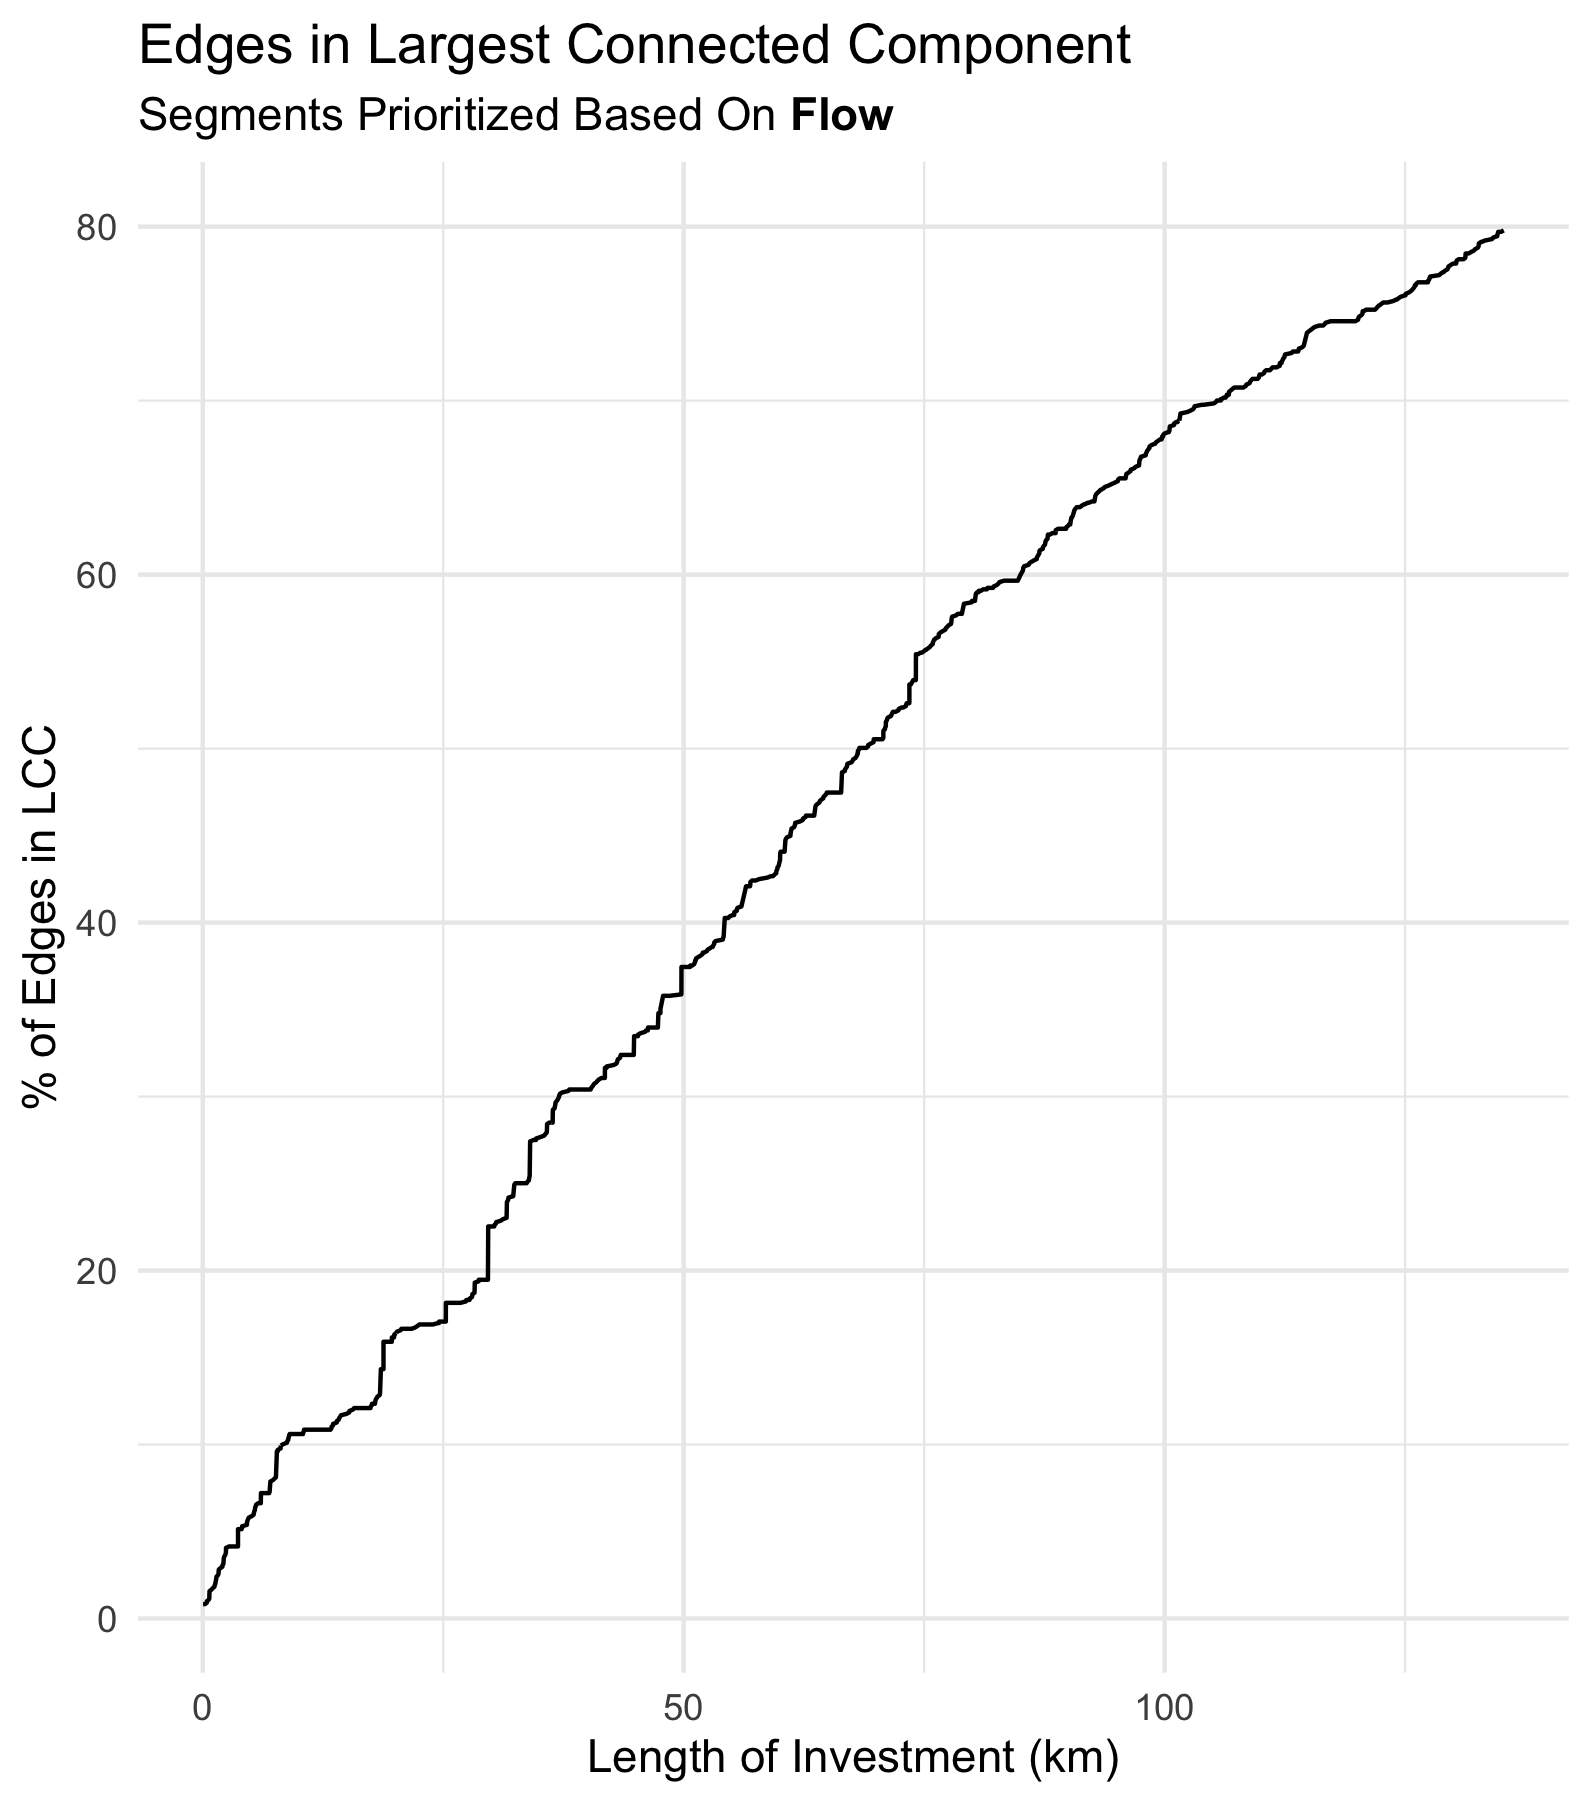 Edges in Largest Connected Component
Segments Prioritized Based On Flow
80
60
40
20
0
% of Edges in LCC
0 50 100
Length of Investment (km)